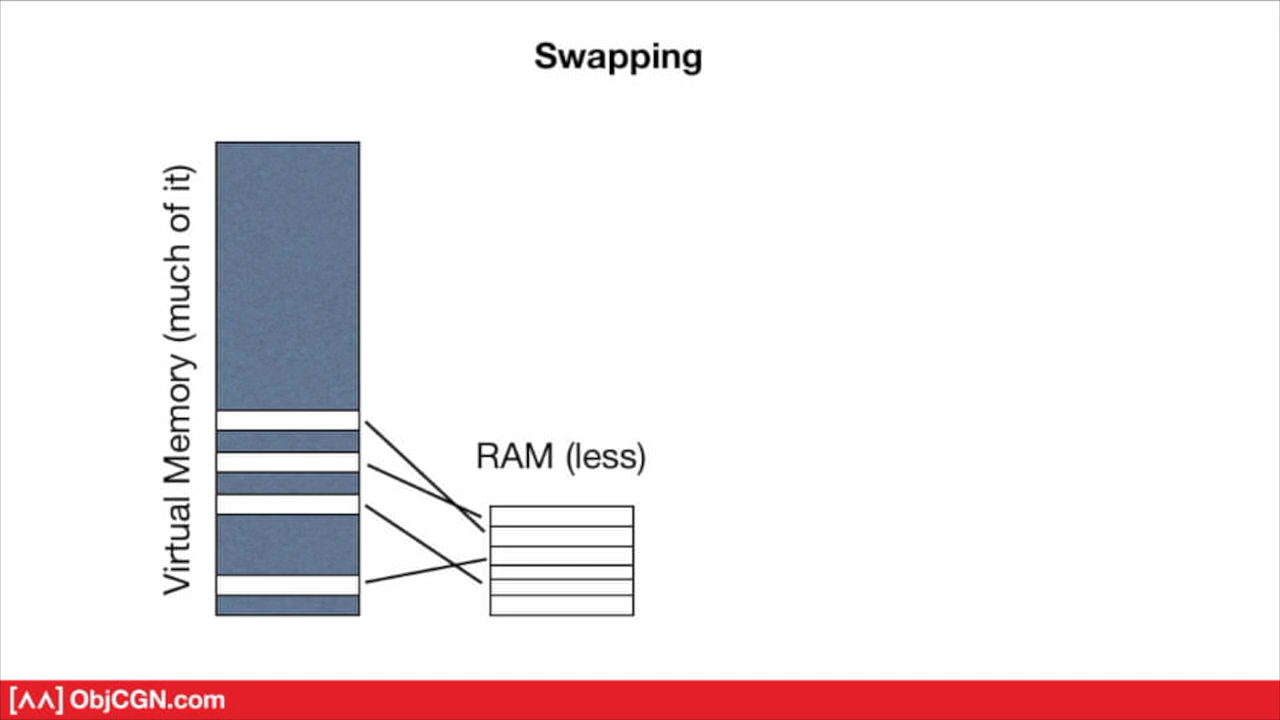 Swapping
Virtual Memory (much of it)
RAM (less)
[ʌʌ] ObjCGN.com